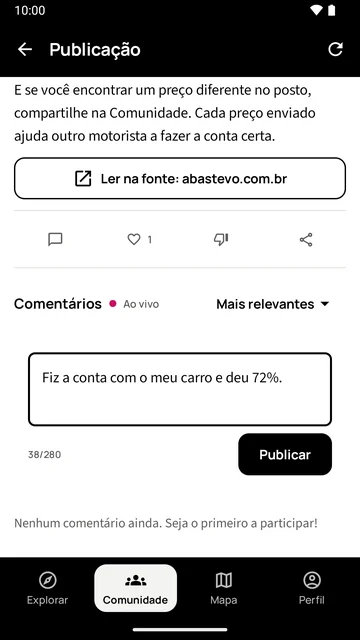 10:00
Publicação
E se você encontrar um preço diferente no posto,
compartilhe na Comunidade. Cada preço enviado
ajuda outro motorista a fazer a conta certa.
Ler na fonte: abastevo.com.br
1
Comentários
Ao vivo
Mais relevantes
Fiz a conta com o meu carro e deu 72%.
38/280
Publicar
Nenhum comentário ainda. Seja o primeiro a participar!
Explorar
Comunidade
Mapa
Perfil